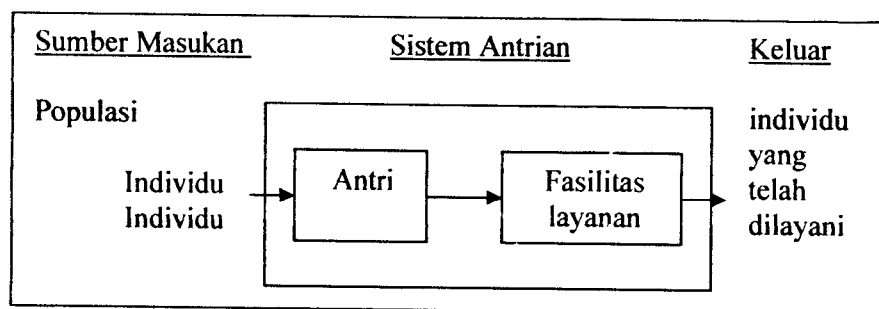 Sumber Masukan
Sistem Antrian
Keluar
Populasi
Individu
Individu
Antri
Fasilitas
layanan
individu
yang
telah
dilayani